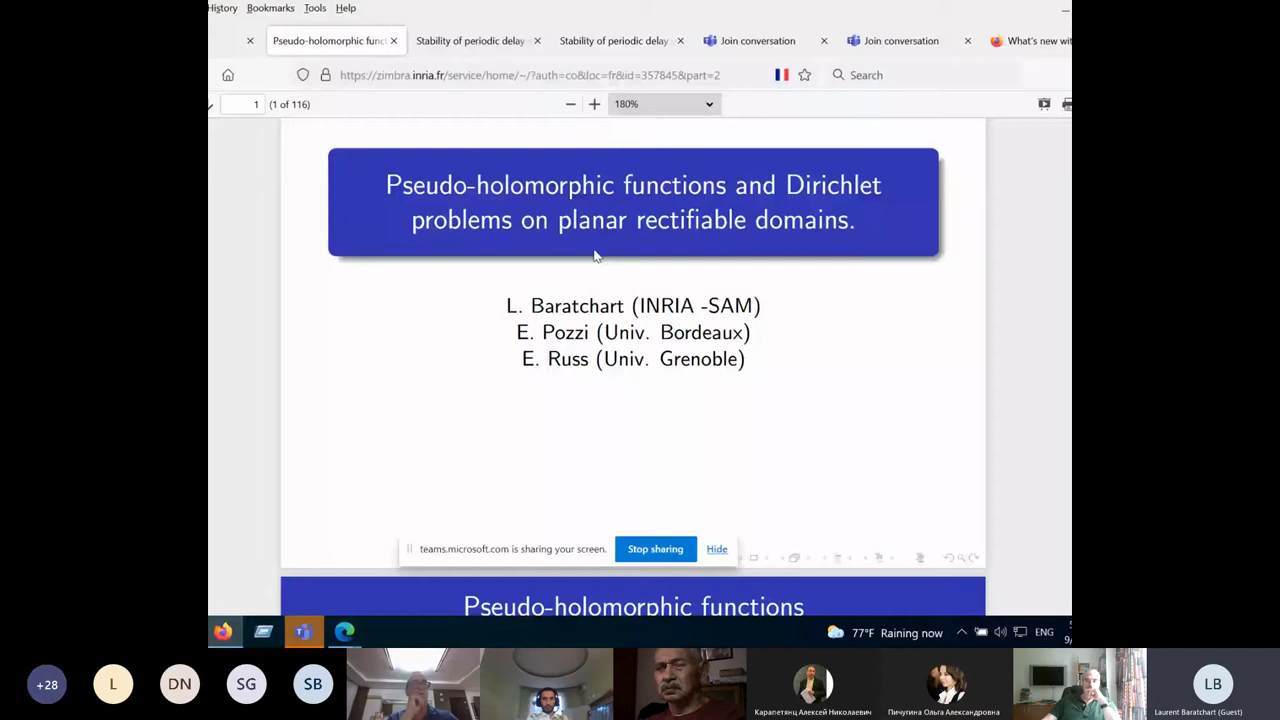 History Bookmarks Tools Help
Pseudo-holomorphic func
Stability of periodic delay
Stability of periodic delay
Join conversation
Join conversation
What's new wit
https://zimbra.inria.fr/service/home/~/?auth=co&doc=fr&id=357845&part=2
Search
1 (1 of 116)
180%
Pseudo-holomorphic functions and Dirichlet
problems on planar rectifiable domains.
L. Baratchart (INRIA -SAM)
E. Pozzi (Univ. Bordeaux)
E. Russ (Univ. Grenoble)
teams.microsoft.com is sharing your screen. Stop sharing Hide
Pseudo-holomorphic functions
77°F Raining now ENG
+28 L DN SG SB LB
Карапетянц Алексей Николаевич
Пичугина Ольга Александровна
Laurent Baratchart (Guest)